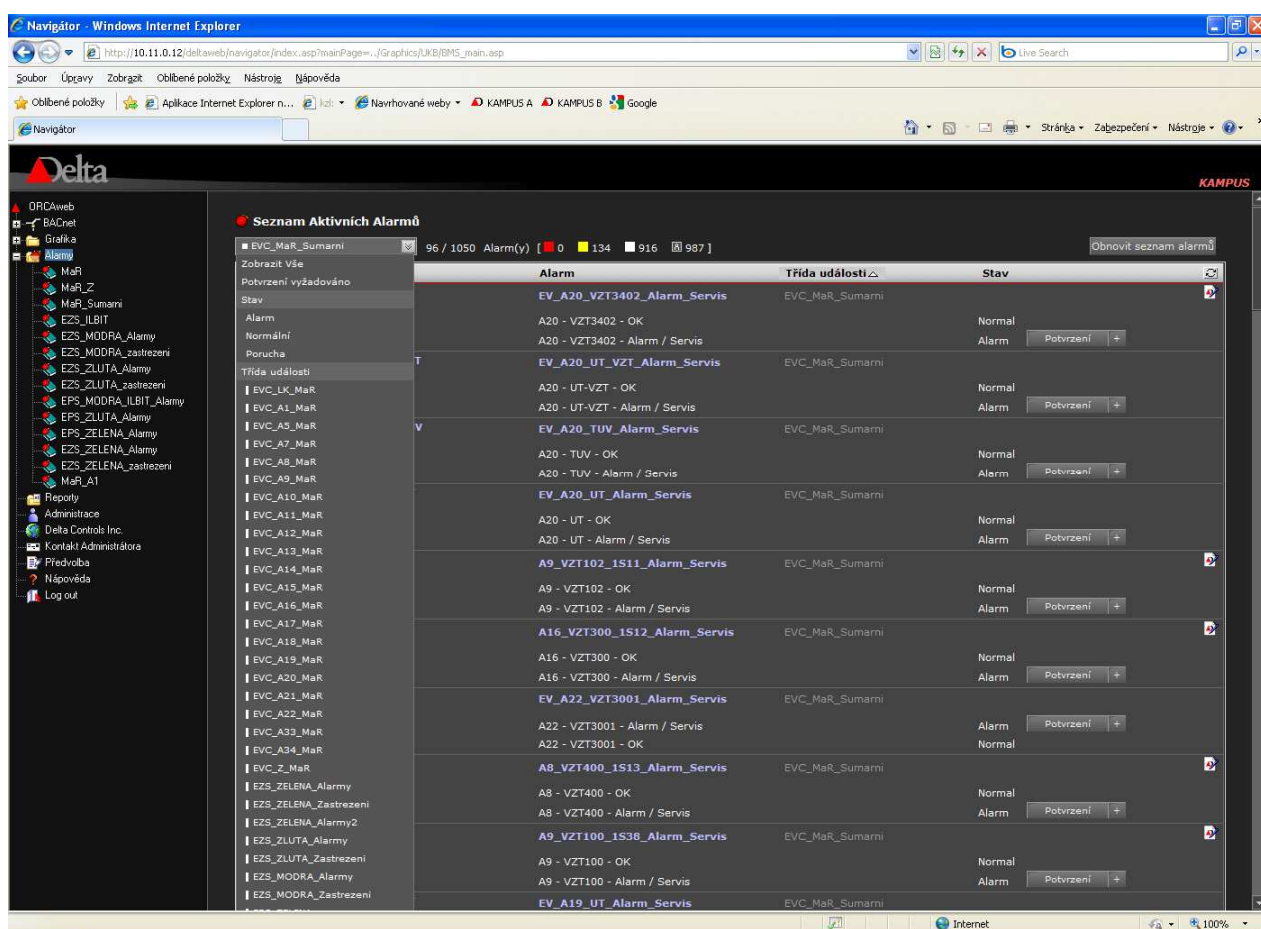 Navigátor - Windows Internet Explorer
http://10.11.0.12/deltaweb/navigator/index.asp?mainPage=../Graphics/UKB/BMS_main.asp
Live Search
Soubor Úpravy Zobrazit Oblíbené položky Nástroje Nápověda
Oblíbené položky Aplikace Internet Explorer n... Navrhované weby KAMPUS A KAMPUS B Google
Navigátor
Stránka Zabezpečení Nástroje
Delta
KAMPUS
ORCAweb
BACnet
Grafika
Alarmy
MaR
MaR_Z
MaR_Sumarni
EZS_ILBIT
EZS_MODRA_Alarmy
EZS_MODRA_zastrezeni
EZS_ZLUTA_Alarmy
EZS_ZLUTA_zastrezeni
EPS_MODRA_ILBIT_Alarmy
EPS_ZLUTA_Alarmy
EPS_ZELENA_Alarmy
EZS_ZELENA_Alarmy
EZS_ZELENA_zastrezeni
MaR_A1
Reporty
Administrace
Delta Controls Inc.
Kontakt Administrátora
Předvolba
Nápověda
Log out
Seznam Aktivních Alarmů
EVC_MaR_Sumarni
96 / 1050 Alarm(y) [ 0 134 916 A 987 ]
Obnovit seznam alarmů
Zobrazit Vše
Potvrzení vyžadováno
Stav
Alarm
Normální
Porucha
Třída události
EVC_LK_MaR
EVC_A1_MaR
EVC_A5_MaR
EVC_A7_MaR
EVC_A8_MaR
EVC_A9_MaR
EVC_A10_MaR
EVC_A11_MaR
EVC_A12_MaR
EVC_A13_MaR
EVC_A14_MaR
EVC_A15_MaR
EVC_A16_MaR
EVC_A17_MaR
EVC_A18_MaR
EVC_A19_MaR
EVC_A20_MaR
EVC_A21_MaR
EVC_A22_MaR
EVC_A33_MaR
EVC_A34_MaR
EVC_Z_MaR
EZS_ZELENA_Alarmy
EZS_ZELENA_Zastrezeni
EZS_ZELENA_Alarmy2
EZS_ZLUTA_Alarmy
EZS_ZLUTA_Zastrezeni
EZS_MODRA_Alarmy
EZS_MODRA_Zastrezeni
Alarm Třída události Stav
EV_A20_VZT3402_Alarm_Servis EVC_MaR_Sumarni
A20 - VZT3402 - OK Normal
A20 - VZT3402 - Alarm / Servis Alarm Potvrzení +
T EV_A20_UT_VZT_Alarm_Servis EVC_MaR_Sumarni
A20 - UT-VZT - OK Normal
A20 - UT-VZT - Alarm / Servis Alarm Potvrzení +
V EV_A20_TUV_Alarm_Servis EVC_MaR_Sumarni
A20 - TUV - OK Normal
A20 - TUV - Alarm / Servis Alarm Potvrzení +
EV_A20_UT_Alarm_Servis EVC_MaR_Sumarni
A20 - UT - OK Normal
A20 - UT - Alarm / Servis Alarm Potvrzení +
A9_VZT102_1S11_Alarm_Servis EVC_MaR_Sumarni
A9 - VZT102 - OK Normal
A9 - VZT102 - Alarm / Servis Alarm Potvrzení +
A16_VZT300_1S12_Alarm_Servis EVC_MaR_Sumarni
A16 - VZT300 - OK Normal
A16 - VZT300 - Alarm / Servis Alarm Potvrzení +
EV_A22_VZT3001_Alarm_Servis EVC_MaR_Sumarni
A22 - VZT3001 - Alarm / Servis Alarm Potvrzení +
A22 - VZT3001 - OK Normal
A8_VZT400_1S13_Alarm_Servis EVC_MaR_Sumarni
A8 - VZT400 - OK Normal
A8 - VZT400 - Alarm / Servis Alarm Potvrzení +
A9_VZT100_1S38_Alarm_Servis EVC_MaR_Sumarni
A9 - VZT100 - OK Normal
A9 - VZT100 - Alarm / Servis Alarm Potvrzení +
EV_A19_UT_Alarm_Servis EVC_MaR_Sumarni
Internet 100%